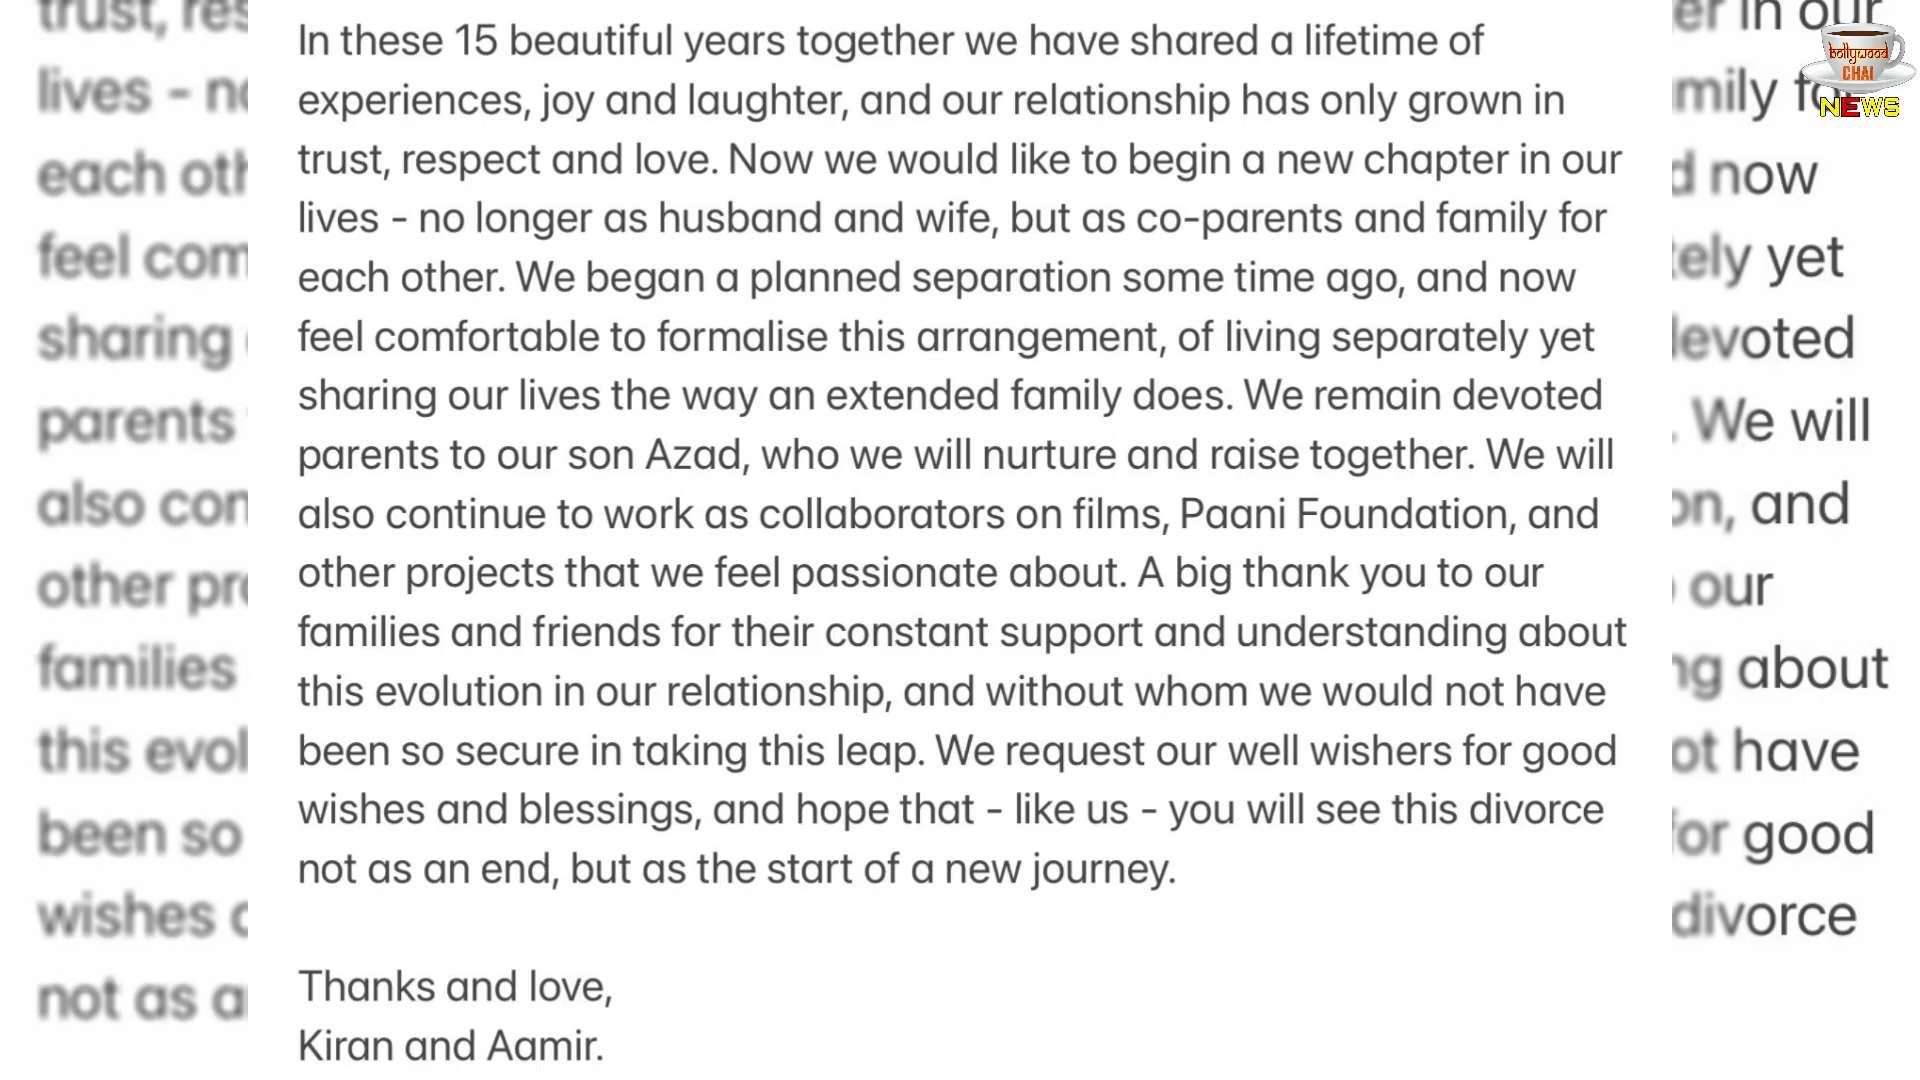 In these 15 beautiful years together we have shared a lifetime of
experiences, joy and laughter, and our relationship has only grown in
trust, respect and love. Now we would like to begin a new chapter in our
lives - no longer as husband and wife, but as co-parents and family for
each other. We began a planned separation some time ago, and now
feel comfortable to formalise this arrangement, of living separately yet
sharing our lives the way an extended family does. We remain devoted
parents to our son Azad, who we will nurture and raise together. We will
also continue to work as collaborators on films, Paani Foundation, and
other projects that we feel passionate about. A big thank you to our
families and friends for their constant support and understanding about
this evolution in our relationship, and without whom we would not have
been so secure in taking this leap. We request our well wishers for good
wishes and blessings, and hope that - like us - you will see this divorce
not as an end, but as the start of a new journey.
Thanks and love,
Kiran and Aamir.
bollywood
CHAI
NEWS